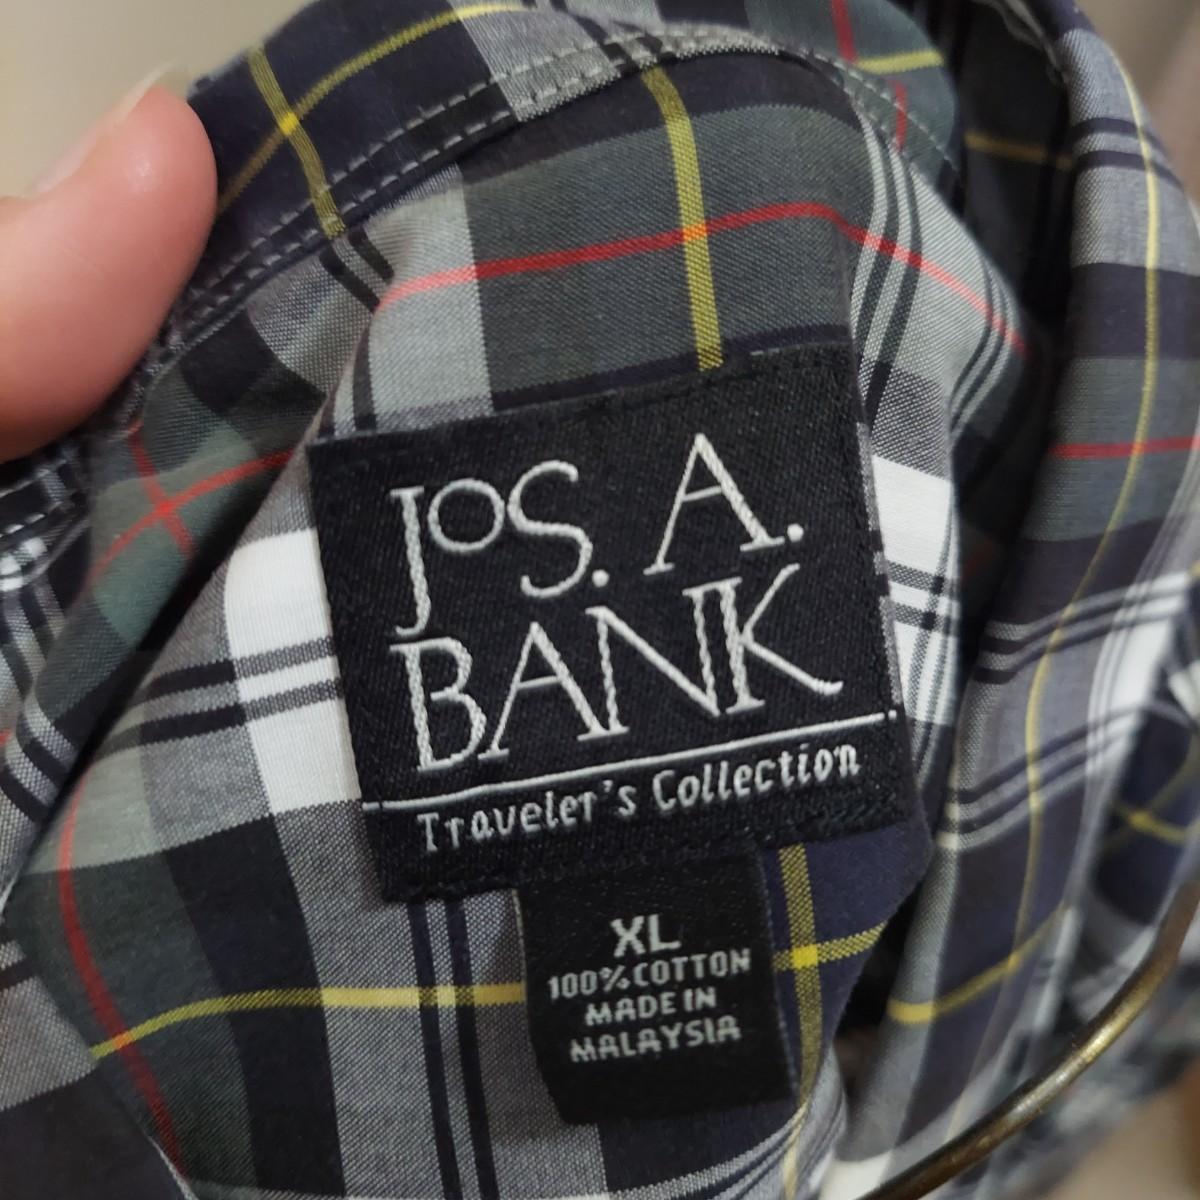 JOS. A.
BANK
Traveler's Collection
XL
100% COTTON
MADE IN
MALAYSIA